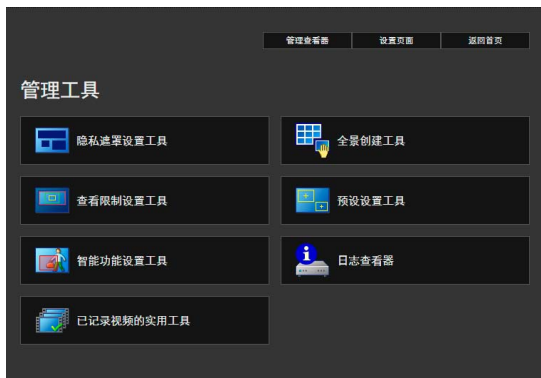 管理查看器 设置页面 返回首页
管理工具
隐私遮罩设置工具 全景创建工具
查看限制设置工具 预设设置工具
智能功能设置工具 日志查看器
已记录视频的实用工具